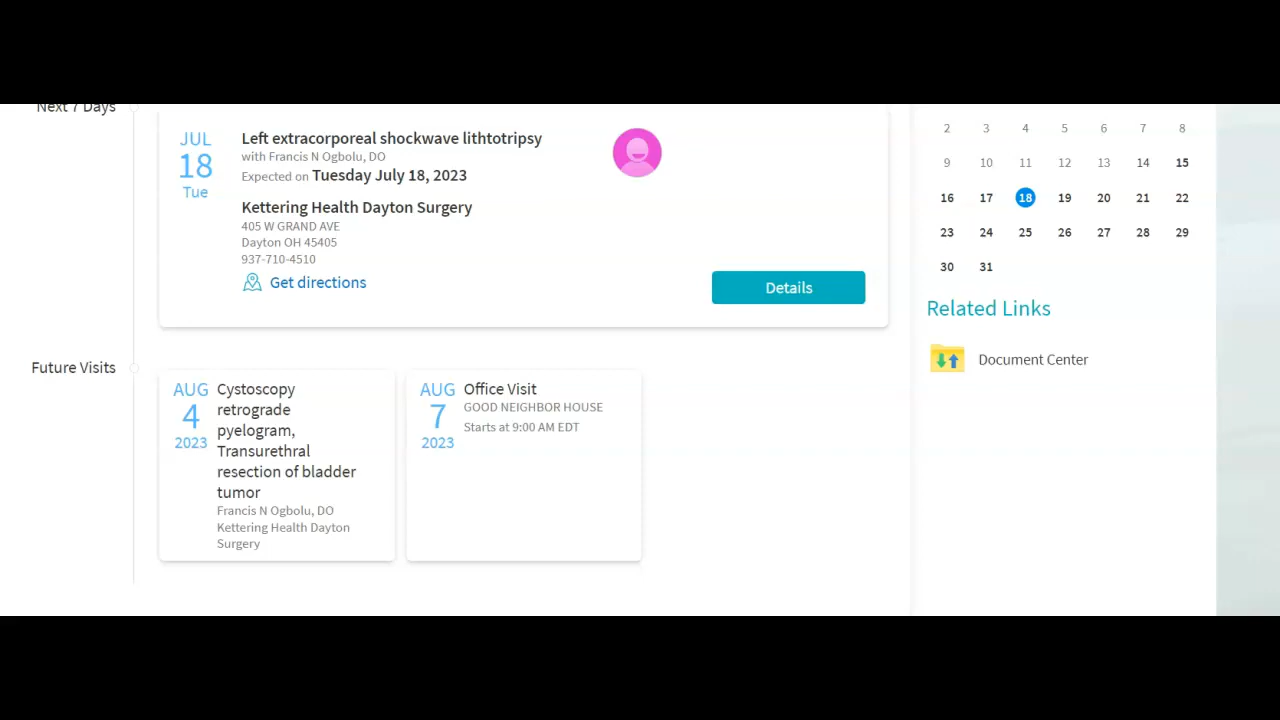 Next 7 Days
JUL
18
Tue
Left extracorporeal shockwave lithtotripsy
with Francis N Ogbolu, DO
Expected on Tuesday July 18, 2023
Kettering Health Dayton Surgery
405 W GRAND AVE
Dayton OH 45405
937-710-4510
Get directions
Details
Future Visits
AUG
4
2023
Cystoscopy
retrograde
pyelogram,
Transurethral
resection of bladder
tumor
Francis N Ogbolu, DO
Kettering Health Dayton
Surgery
AUG
7
2023
Office Visit
GOOD NEIGHBOR HOUSE
Starts at 9:00 AM EDT
2 3 4 5 6 7 8
9 10 11 12 13 14 15
16 17 18 19 20 21 22
23 24 25 26 27 28 29
30 31
Related Links
Document Center